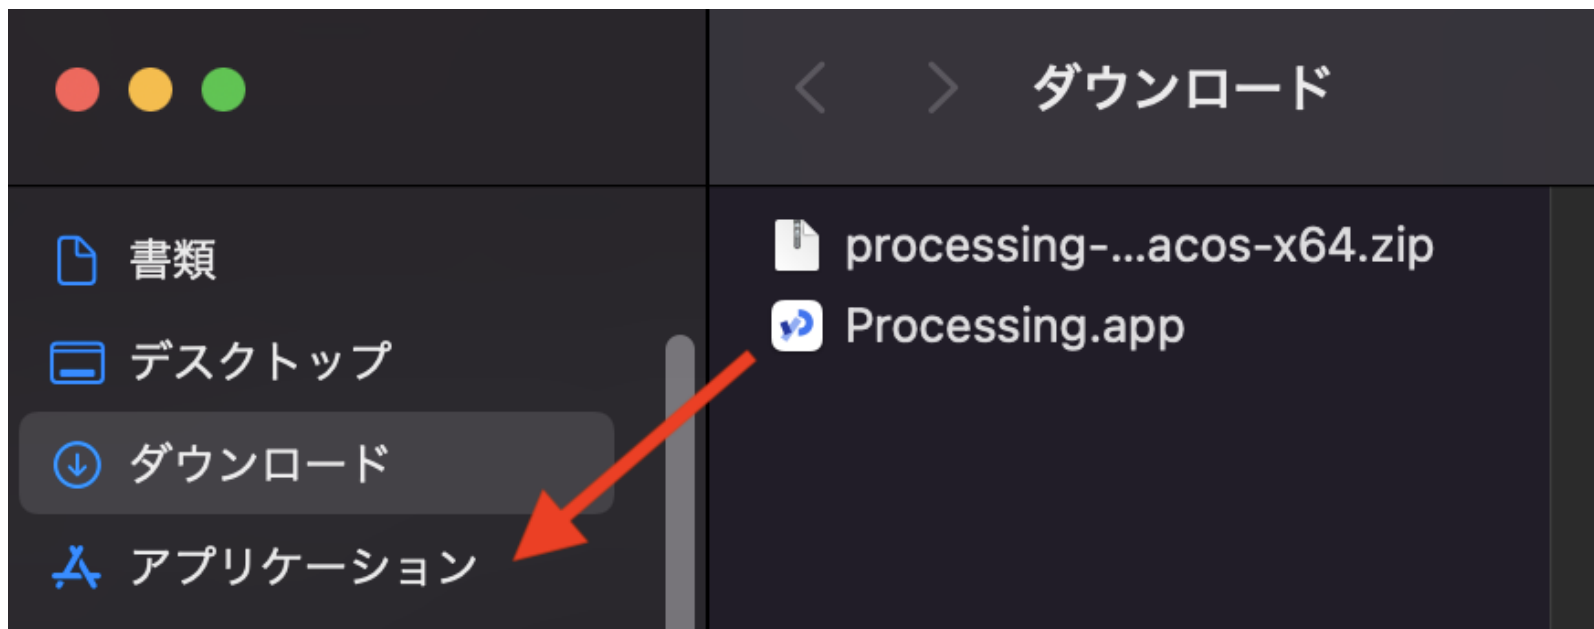 ダウンロード
書類
デスクトップ
ダウンロード
アプリケーション
processing-...acos-x64.zip
Processing.app